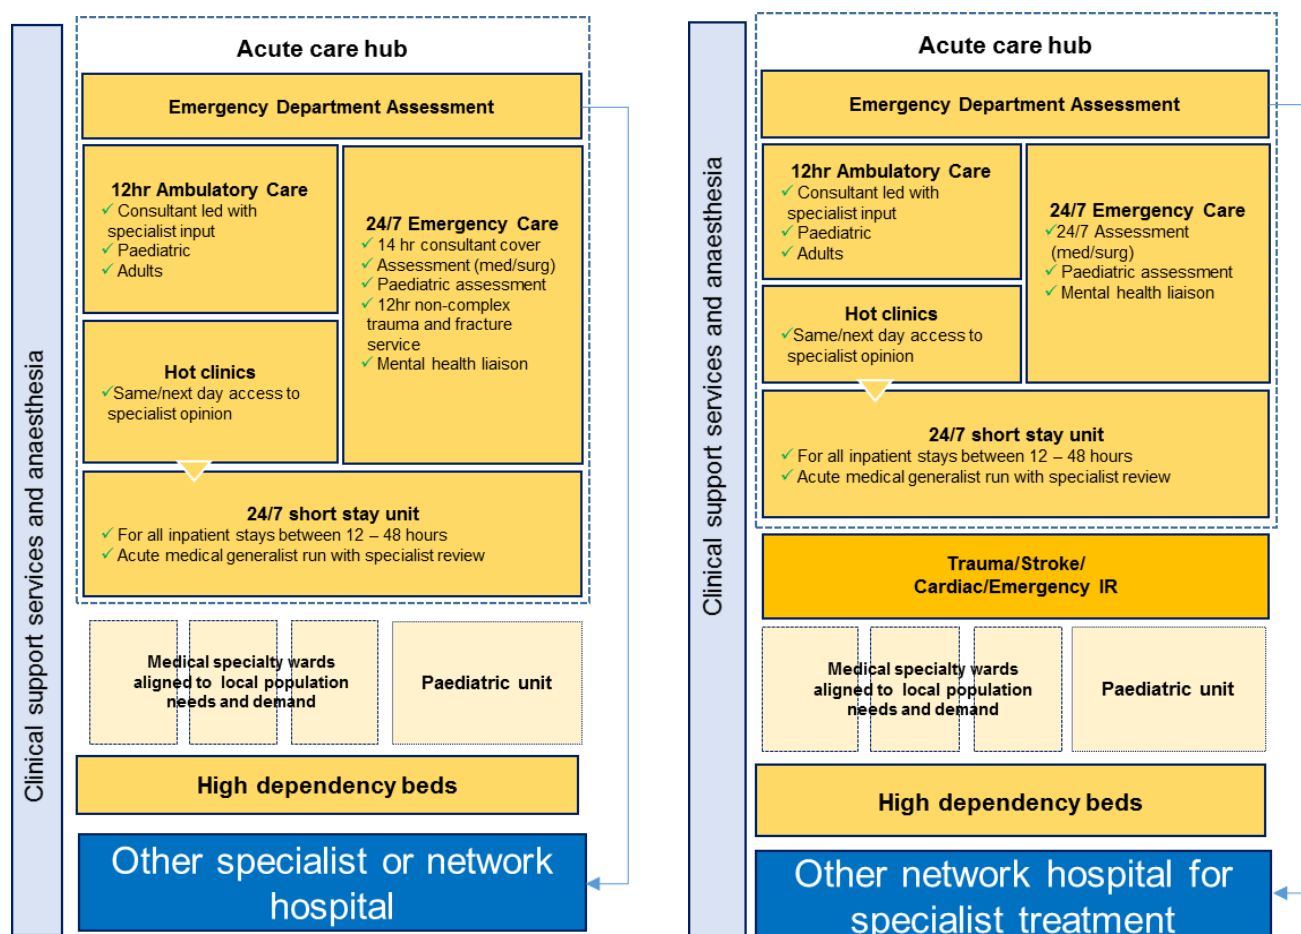 Clinical support services and anaesthesia
Acute care hub
Emergency Department Assessment
12hr Ambulatory Care
✓ Consultant led with
specialist input
✓ Paediatric
✓ Adults
24/7 Emergency Care
✓ 14 hr consultant cover
✓ Assessment (med/surg)
✓ Paediatric assessment
✓ 12hr non-complex
trauma and fracture
service
✓ Mental health liaison
Hot clinics
✓ Same/next day access to
specialist opinion
24/7 short stay unit
✓ For all inpatient stays between 12 – 48 hours
✓ Acute medical generalist run with specialist review
Medical specialty wards
aligned to local population
needs and demand
Paediatric unit
High dependency beds
Other specialist or network
hospital
Clinical support services and anaesthesia
Acute care hub
Emergency Department Assessment
12hr Ambulatory Care
✓ Consultant led with
specialist input
✓ Paediatric
✓ Adults
24/7 Emergency Care
✓ 24/7 Assessment
(med/surg)
✓ Paediatric assessment
✓ Mental health liaison
Hot clinics
✓ Same/next day access to
specialist opinion
24/7 short stay unit
✓ For all inpatient stays between 12 – 48 hours
✓ Acute medical generalist run with specialist review
Trauma/Stroke/
Cardiac/Emergency IR
Medical specialty wards
aligned to local population
needs and demand
Paediatric unit
High dependency beds
Other network hospital for
specialist treatment